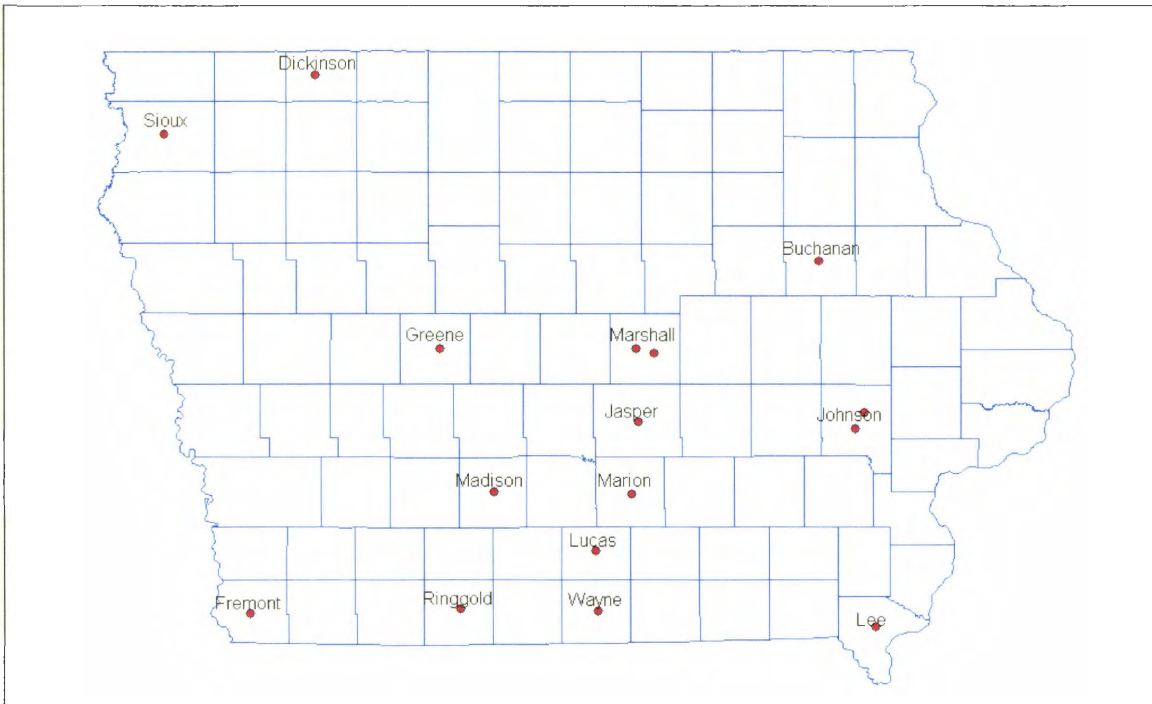 Dickinson
Sioux
Buchanan
Greene
Marshall
Jasper
Johnson
Madison
Marion
Lucas
Fremont
Ringgold
Wayne
Lee